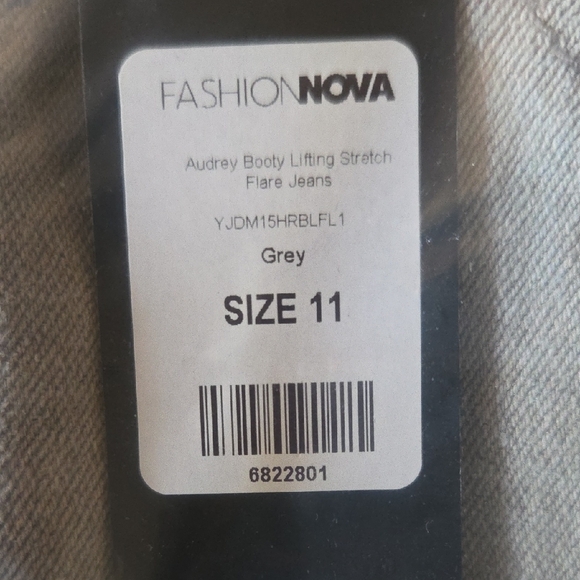 FASHIONNOVA
Audrey Booty Lifting Stretch
Flare Jeans
YJDM15HRBLFL1
Grey
SIZE 11
6822801